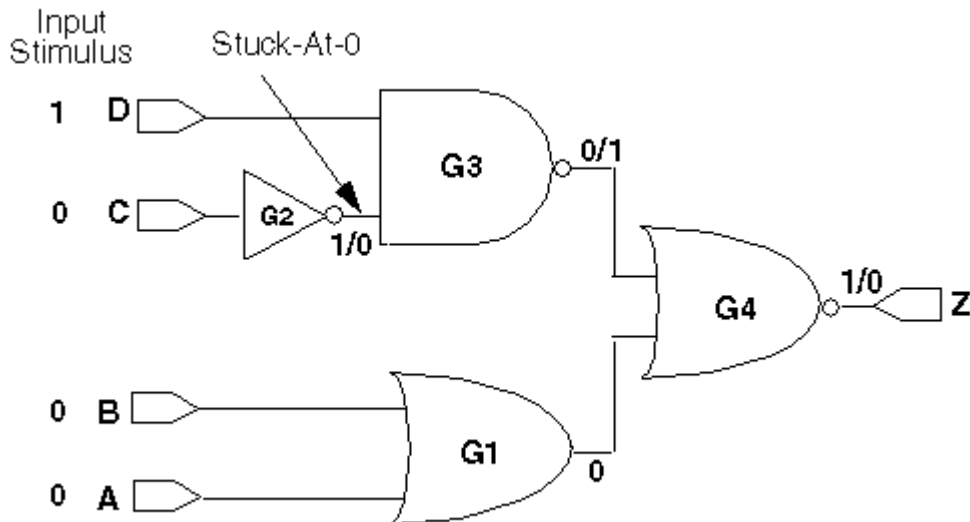 Input
Stimulus
Stuck-At-0
1 D
G3
0/1
0 C
G2
1/0
G4
1/0
Z
0 B
G1
0
0 A